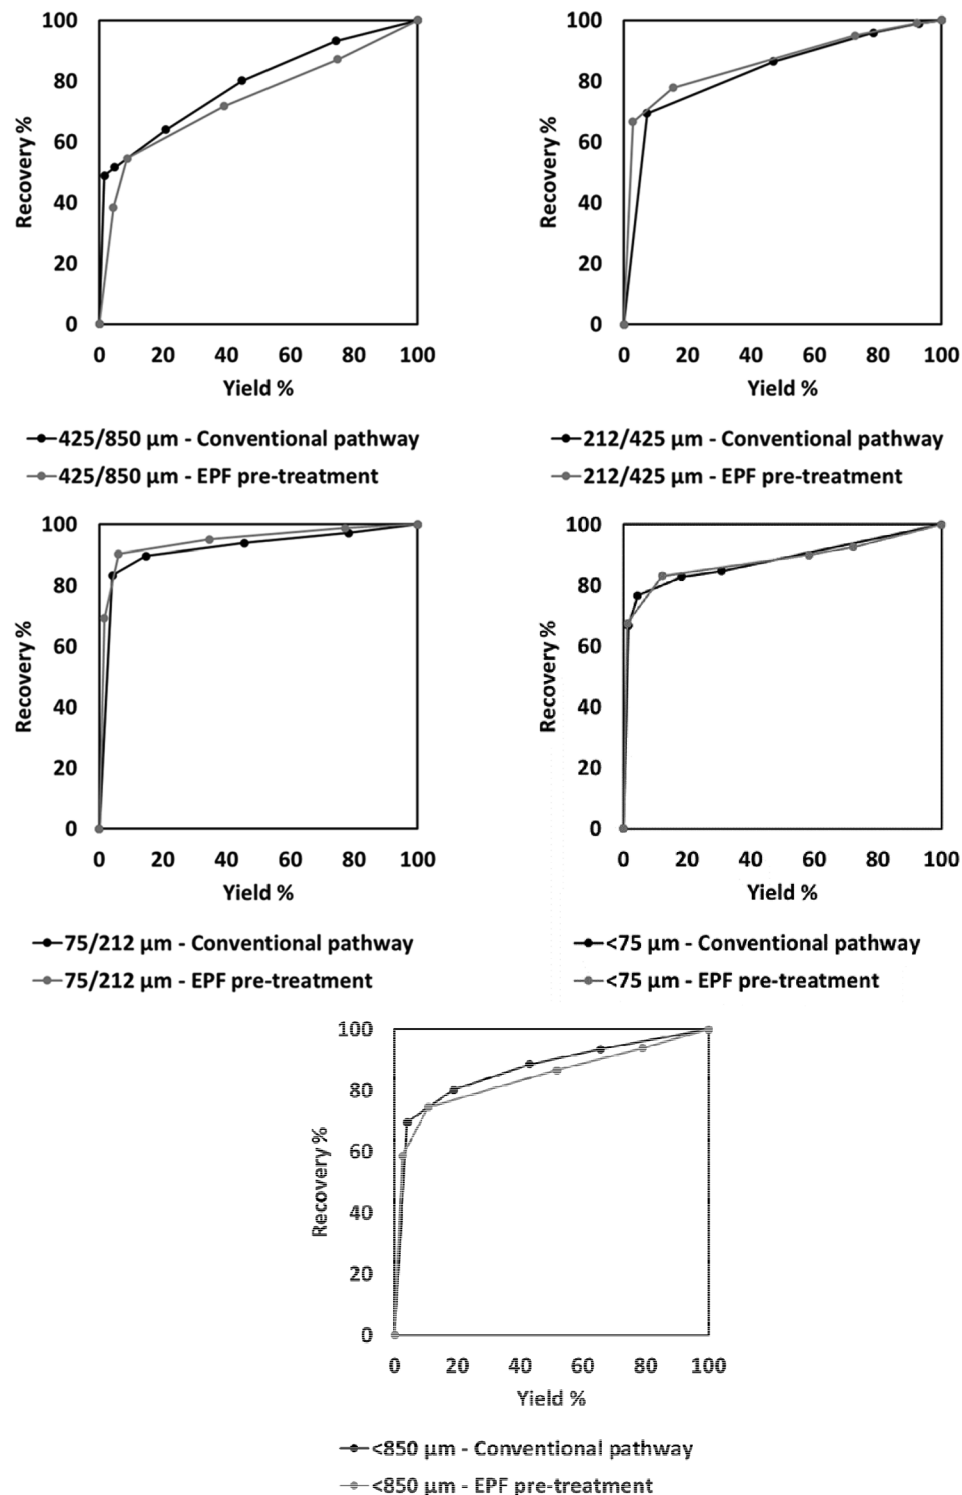 100
80
60
40
20
0
Recovery %
0 20 40 60 80 100
Yield %
425/850 μm - Conventional pathway
425/850 μm - EPF pre-treatment
100
80
60
40
20
0
Recovery %
0 20 40 60 80 100
Yield %
212/425 μm - Conventional pathway
212/425 μm - EPF pre-treatment
100
80
60
40
20
0
Recovery %
0 20 40 60 80 100
Yield %
75/212 μm - Conventional pathway
75/212 μm - EPF pre-treatment
100
80
60
40
20
0
Recovery %
0 20 40 60 80 100
Yield %
<75 μm - Conventional pathway
<75 μm - EPF pre-treatment
100
80
60
40
20
0
Recovery %
0 20 40 60 80 100
Yield %
<850 μm - Conventional pathway
<850 μm - EPF pre-treatment